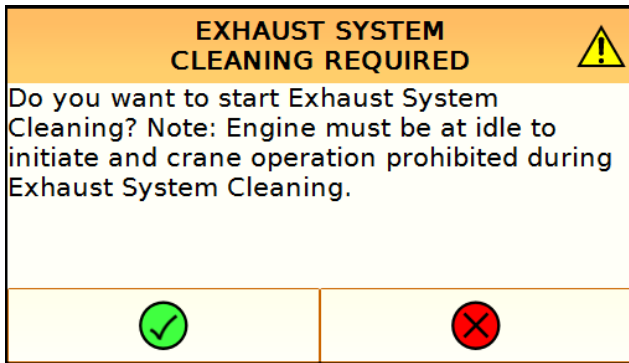 EXHAUST SYSTEM
CLEANING REQUIRED
Do you want to start Exhaust System
Cleaning? Note: Engine must be at idle to
initiate and crane operation prohibited during
Exhaust System Cleaning.